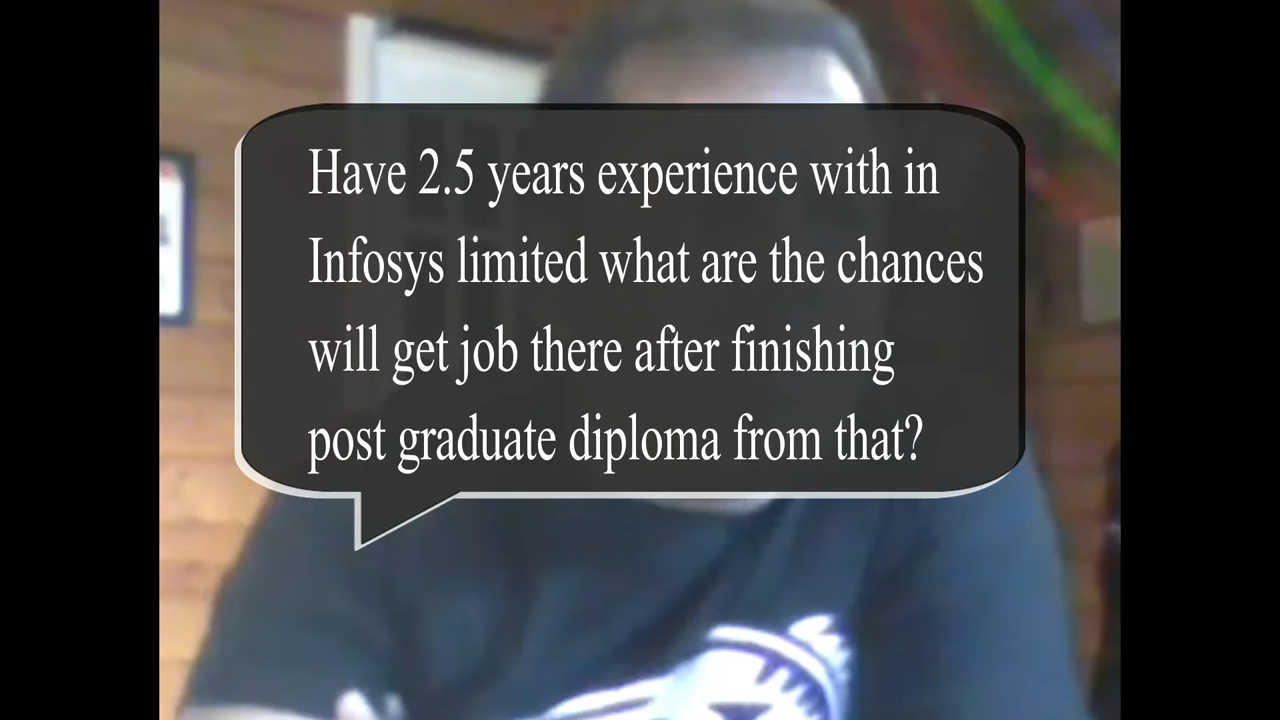 Have 2.5 years experience with in
Infosys limited what are the chances
will get job there after finishing
post graduate diploma from that?